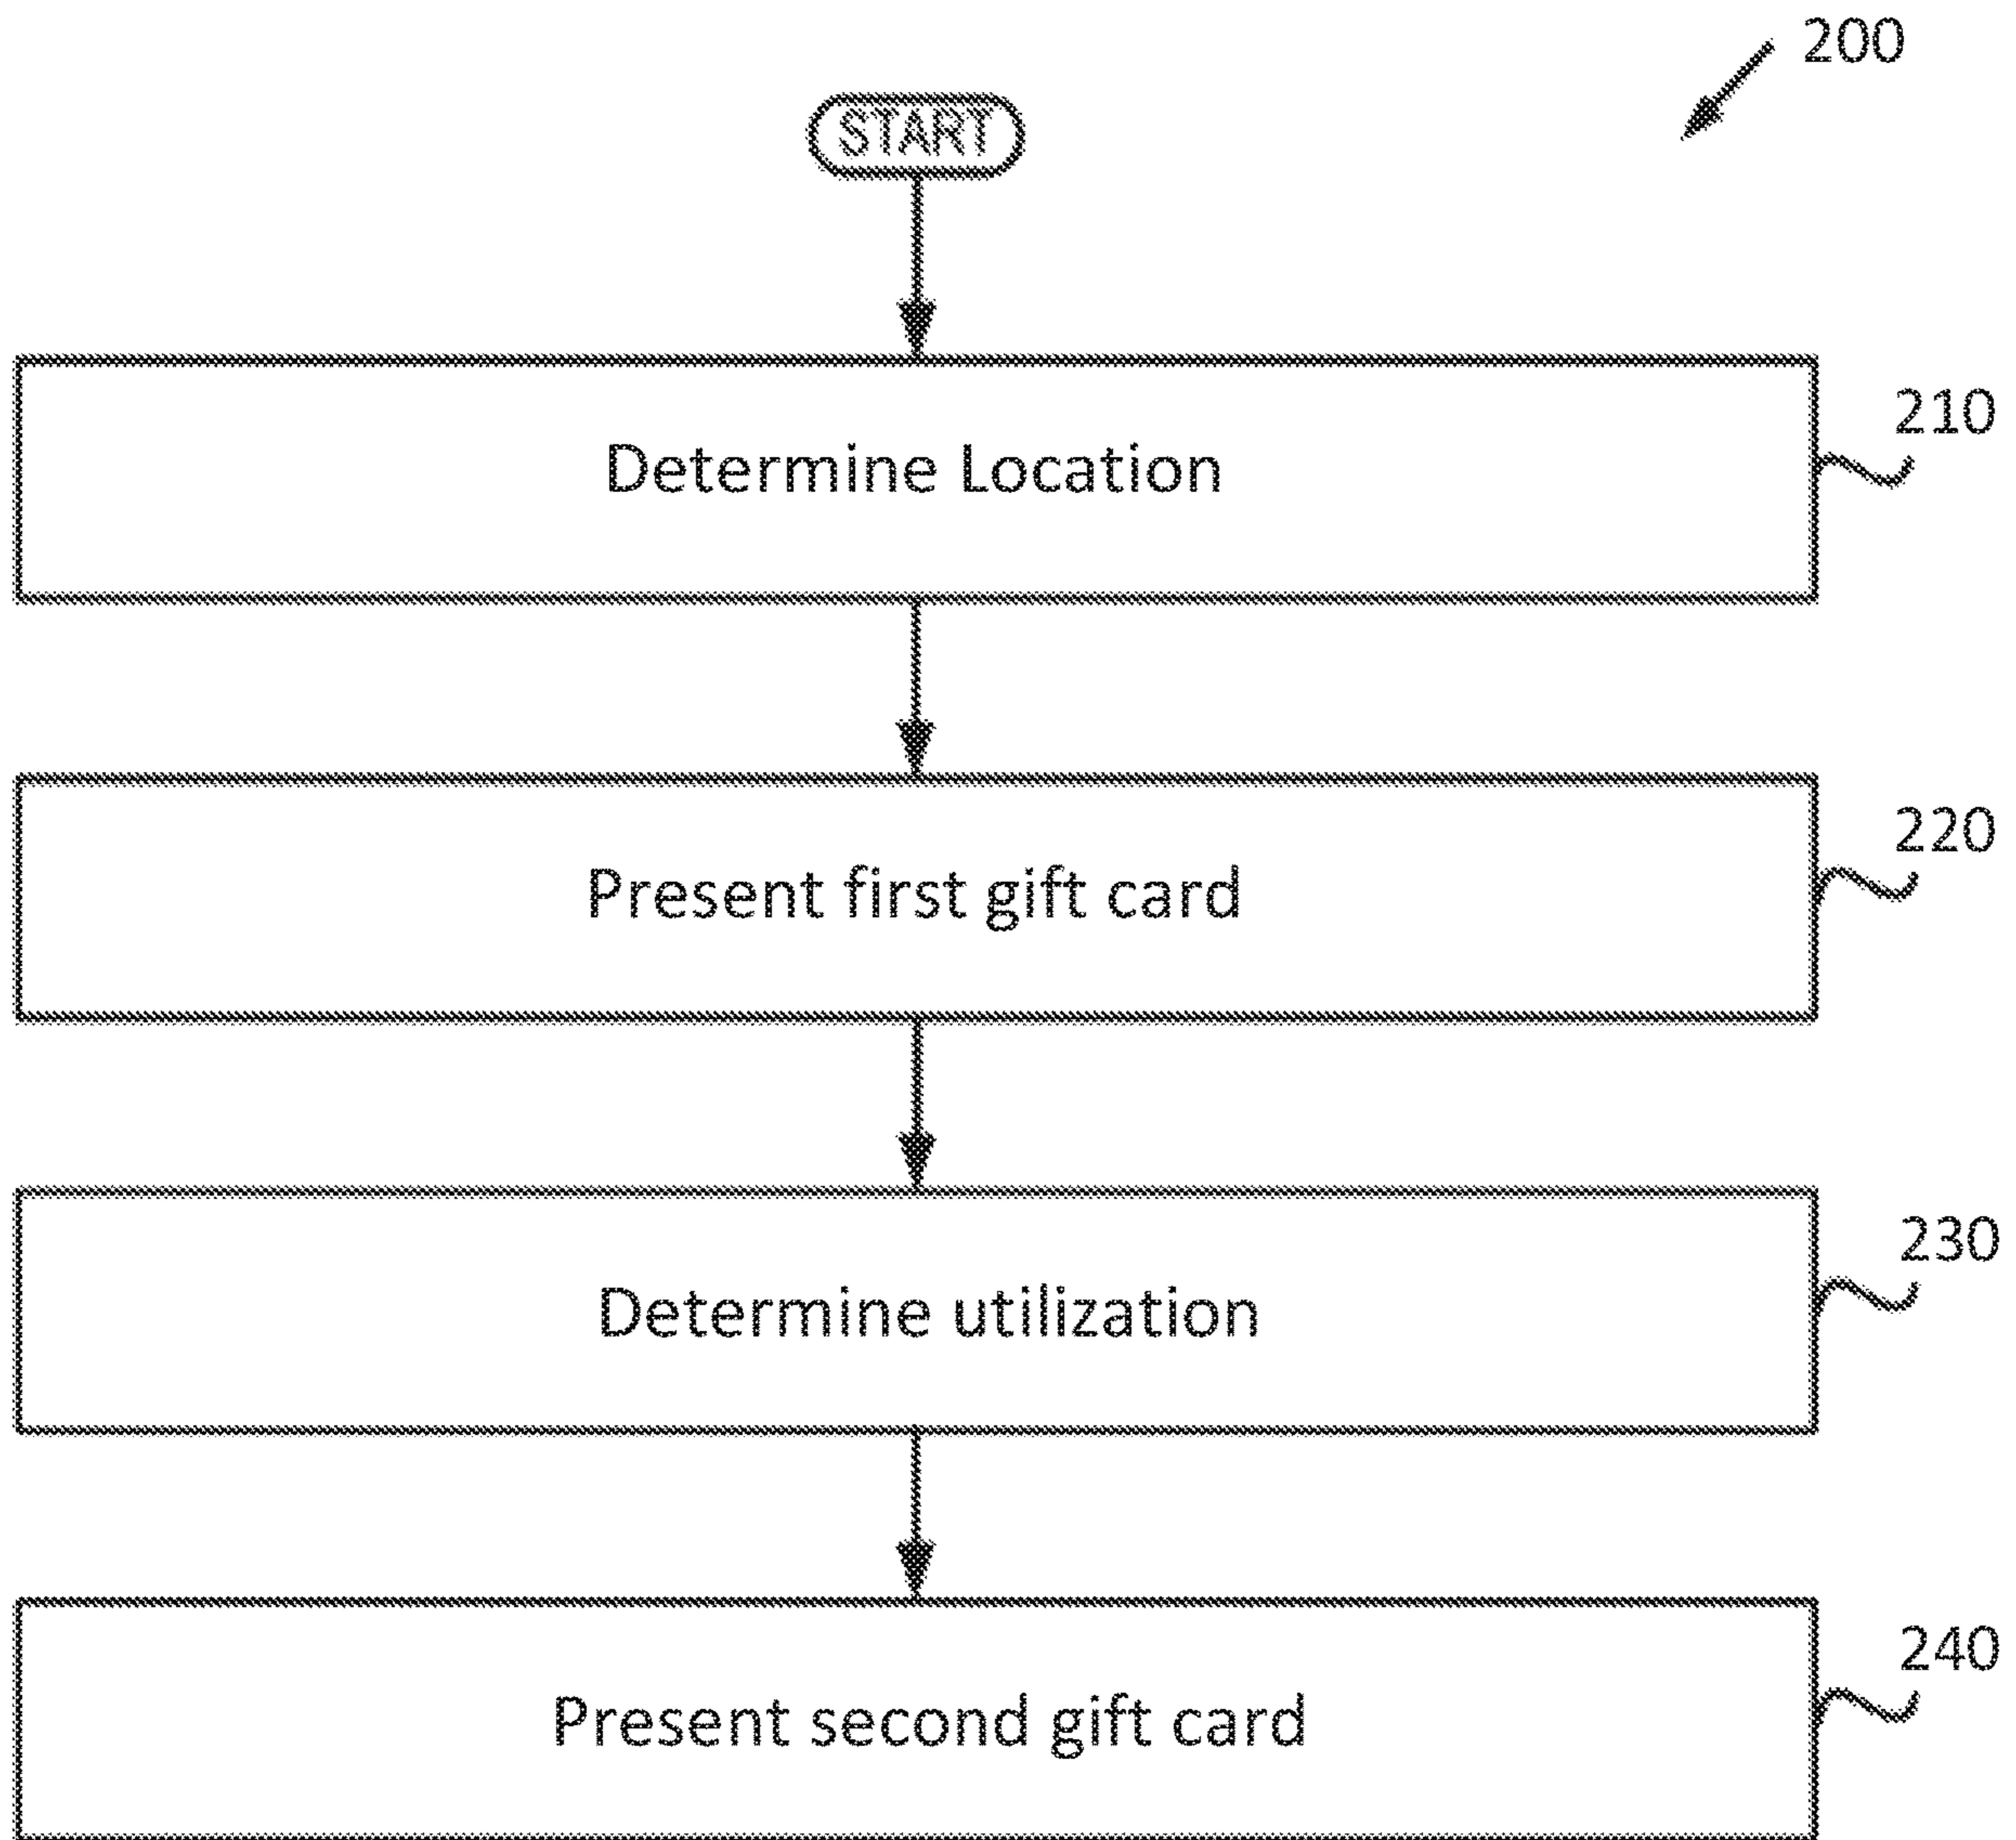 200
START
Determine Location
210
Present first gift card
220
Determine utilization
230
Present second gift card
240